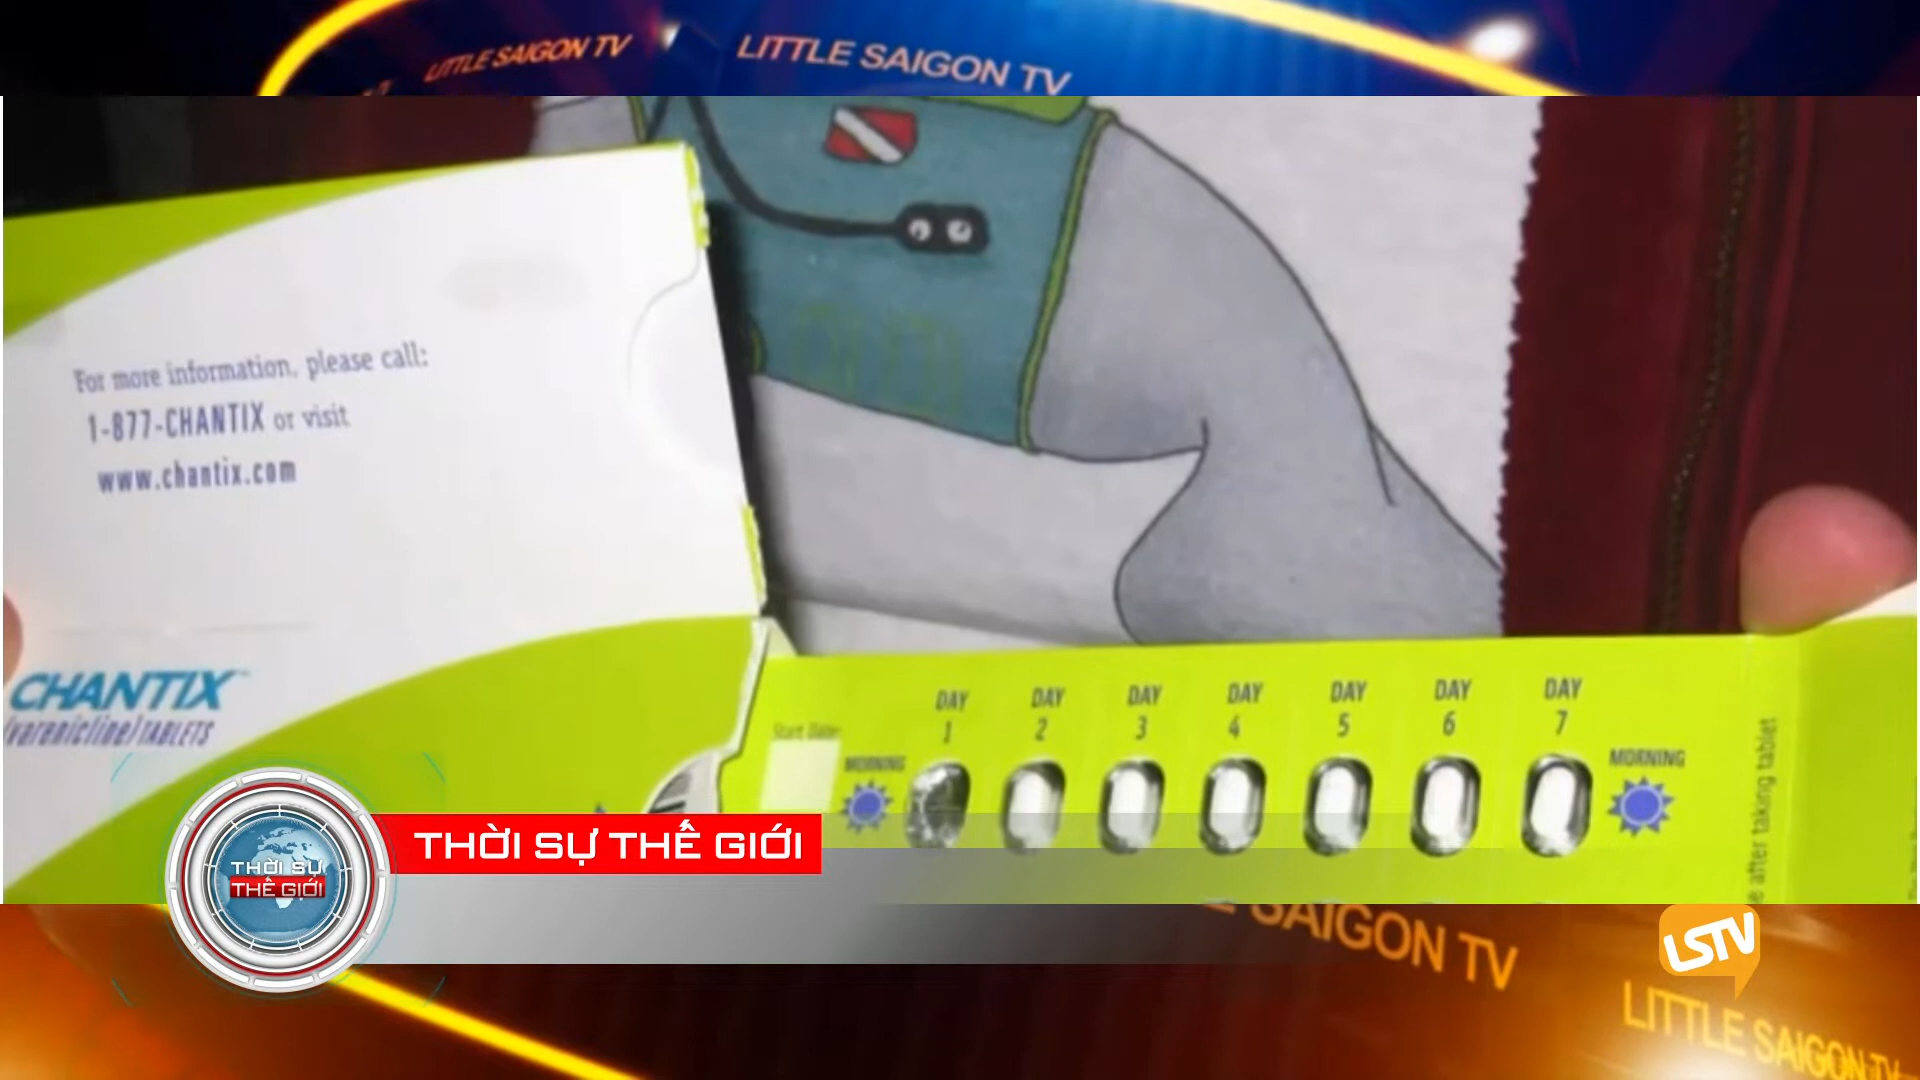 LITTLE SAIGON TV
LITTLE SAIGON TV
For more information, please call:
1-877-CHANTIX or visit
www.chantix.com
CHANTIX
(varenicline) TABLETS
Start Date:
MORNING
DAY 1
DAY 2
DAY 3
DAY 4
DAY 5
DAY 6
DAY 7
MORNING
after taking tablet
THỜI SỰ THẾ GIỚI
THỜI SỰ
THẾ GIỚI
SAIGON TV
LSTV
LITTLE SAIGON TV